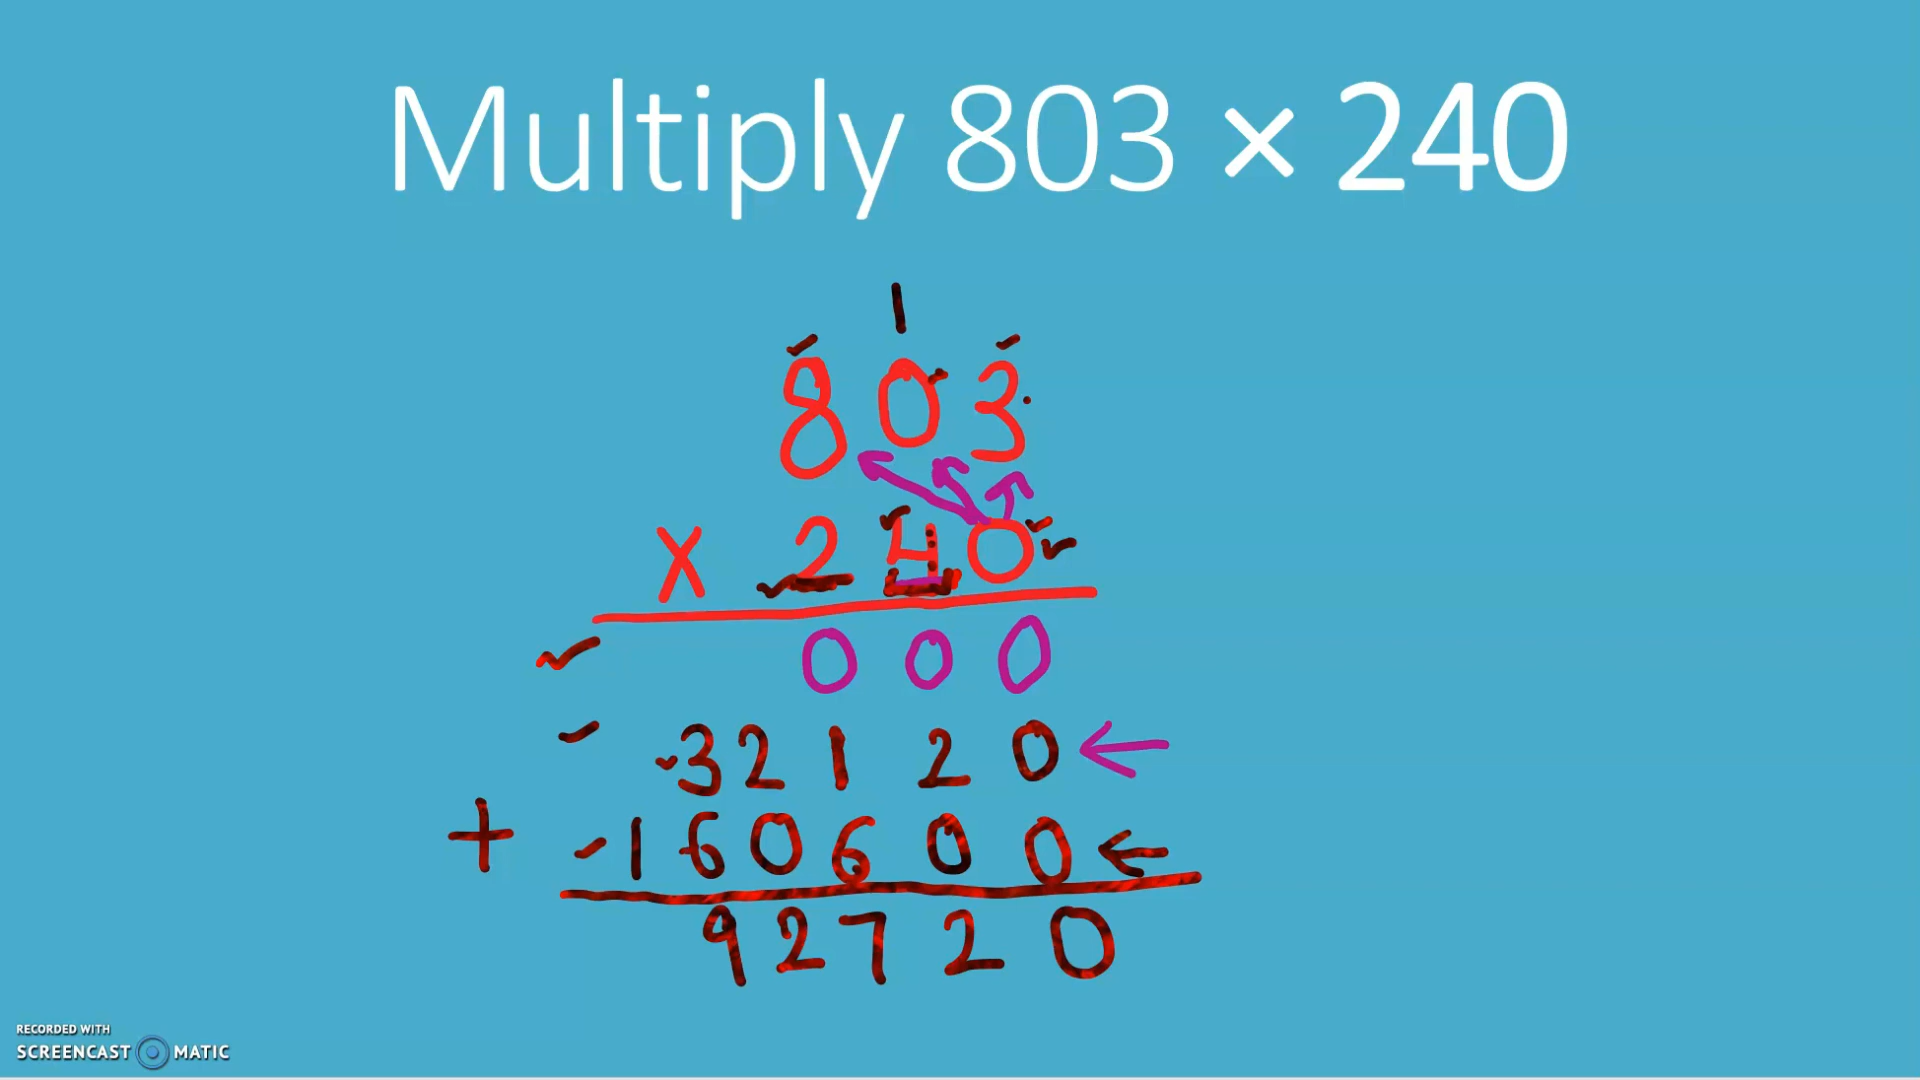 Multiply 803 × 240
1
803
x 240
000
32120
+ 160600
92720
RECORDED WITH
SCREENCAST MATIC